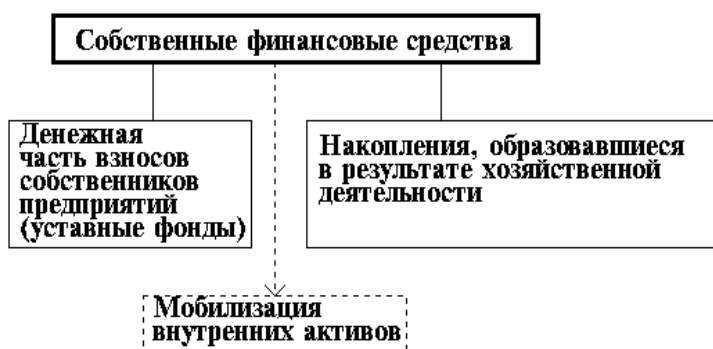 Собственные финансовые средства
Денежная
часть взносов
собственников
предприятий
(уставные фонды)
Накопления, образовавшиеся
в результате хозяйственной
деятельности
Мобилизация
внутренних активов